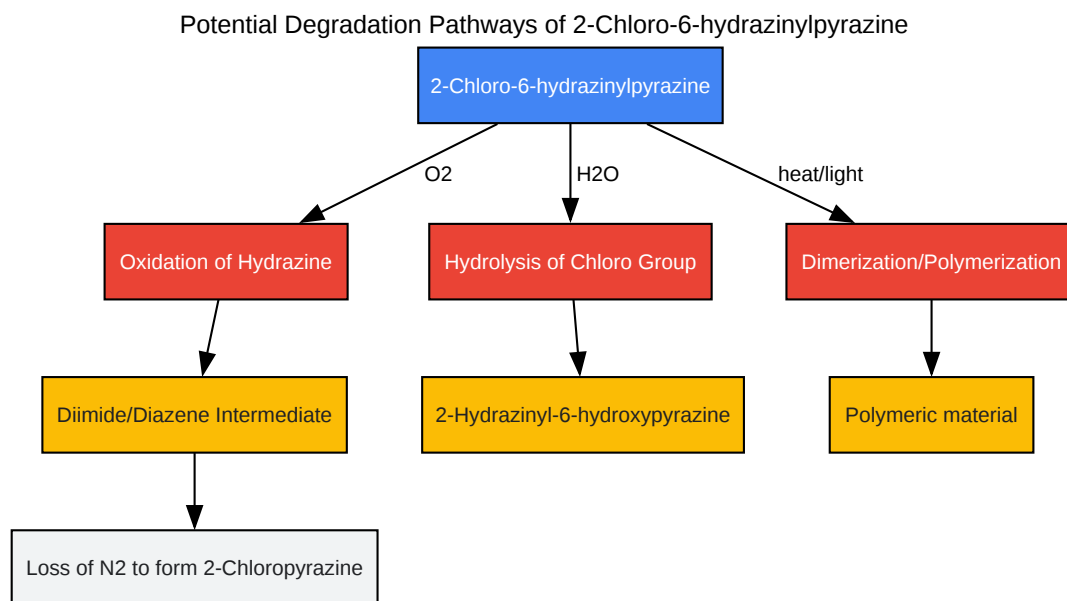 Potential Degradation Pathways of 2-Chloro-6-hydrazinylpyrazine
2-Chloro-6-hydrazinylpyrazine
O2
H2O
heat/light
Oxidation of Hydrazine
Hydrolysis of Chloro Group
Dimerization/Polymerization
Diimide/Diazene Intermediate
2-Hydrazinyl-6-hydroxypyrazine
Polymeric material
Loss of N2 to form 2-Chloropyrazine